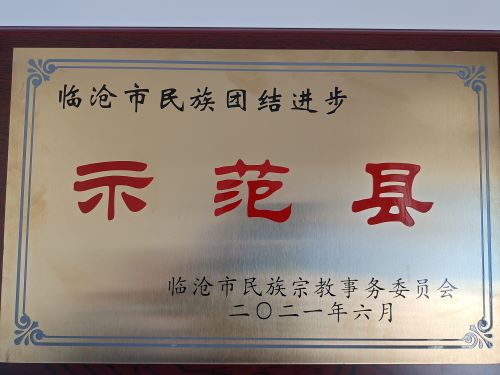 临沧市民族团结进步
示范县
临沧市民族宗教事务委员会
二〇二一年六月